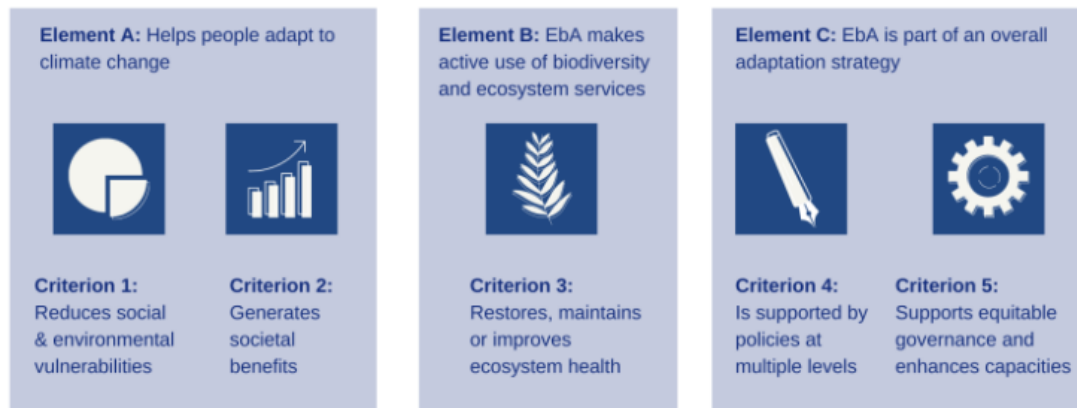 Element A: Helps people adapt to
climate change
Element B: EbA makes
active use of biodiversity
and ecosystem services
Element C: EbA is part of an overall
adaptation strategy
Criterion 1:
Reduces social
& environmental
vulnerabilities
Criterion 2:
Generates
societal
benefits
Criterion 3:
Restores, maintains
or improves
ecosystem health
Criterion 4:
Is supported by
policies at
multiple levels
Criterion 5:
Supports equitable
governance and
enhances capacities